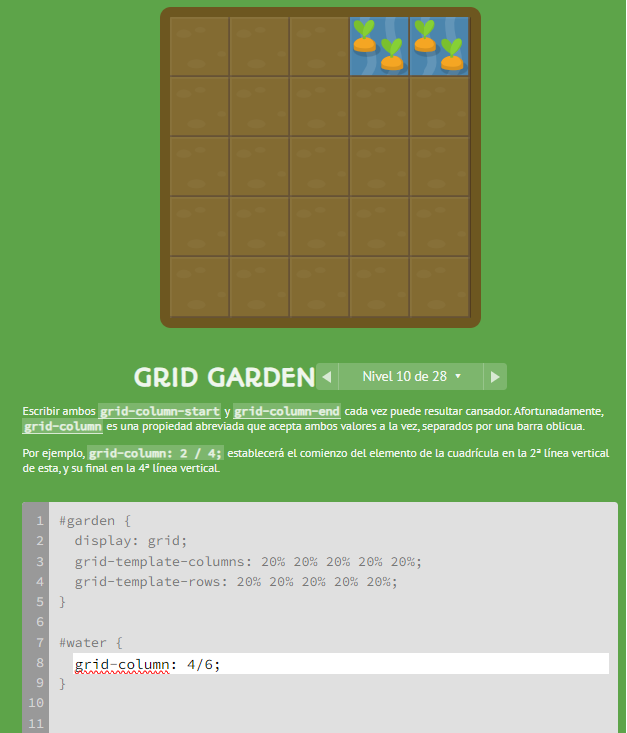 GRID GARDEN
Nivel 10 de 28
Escribir ambos grid-column-start y grid-column-end cada vez puede resultar cansador. Afortunadamente,
grid-column es una propiedad abreviada que acepta ambos valores a la vez, separados por una barra oblicua.
Por ejemplo, grid-column: 2 / 4; establecerá el comienzo del elemento de la cuadrícula en la 2ª línea vertical
de esta, y su final en la 4ª línea vertical.
1 #garden {
2 display: grid;
3 grid-template-columns: 20% 20% 20% 20% 20%;
4 grid-template-rows: 20% 20% 20% 20% 20%;
5 }
6
7 #water {
8 grid-column: 4/6;
9 }
10
11